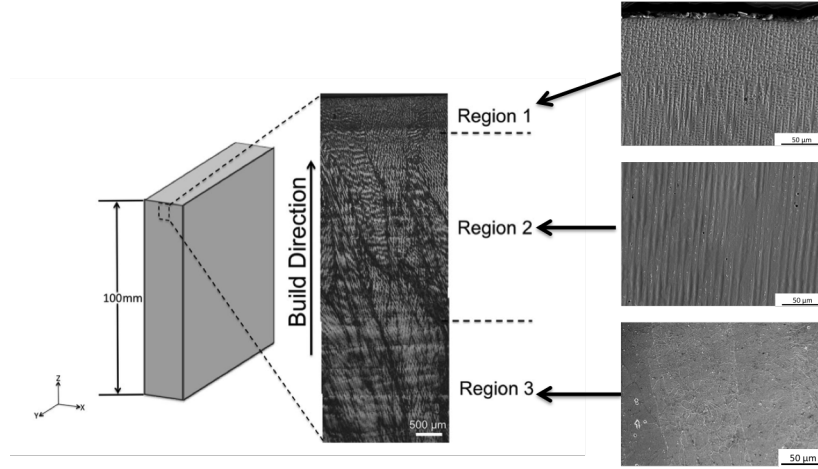 Region 1
50 μm
Build Direction
Region 2
100mm
50 μm
Region 3
Z
X
Y
500 μm
50 μm